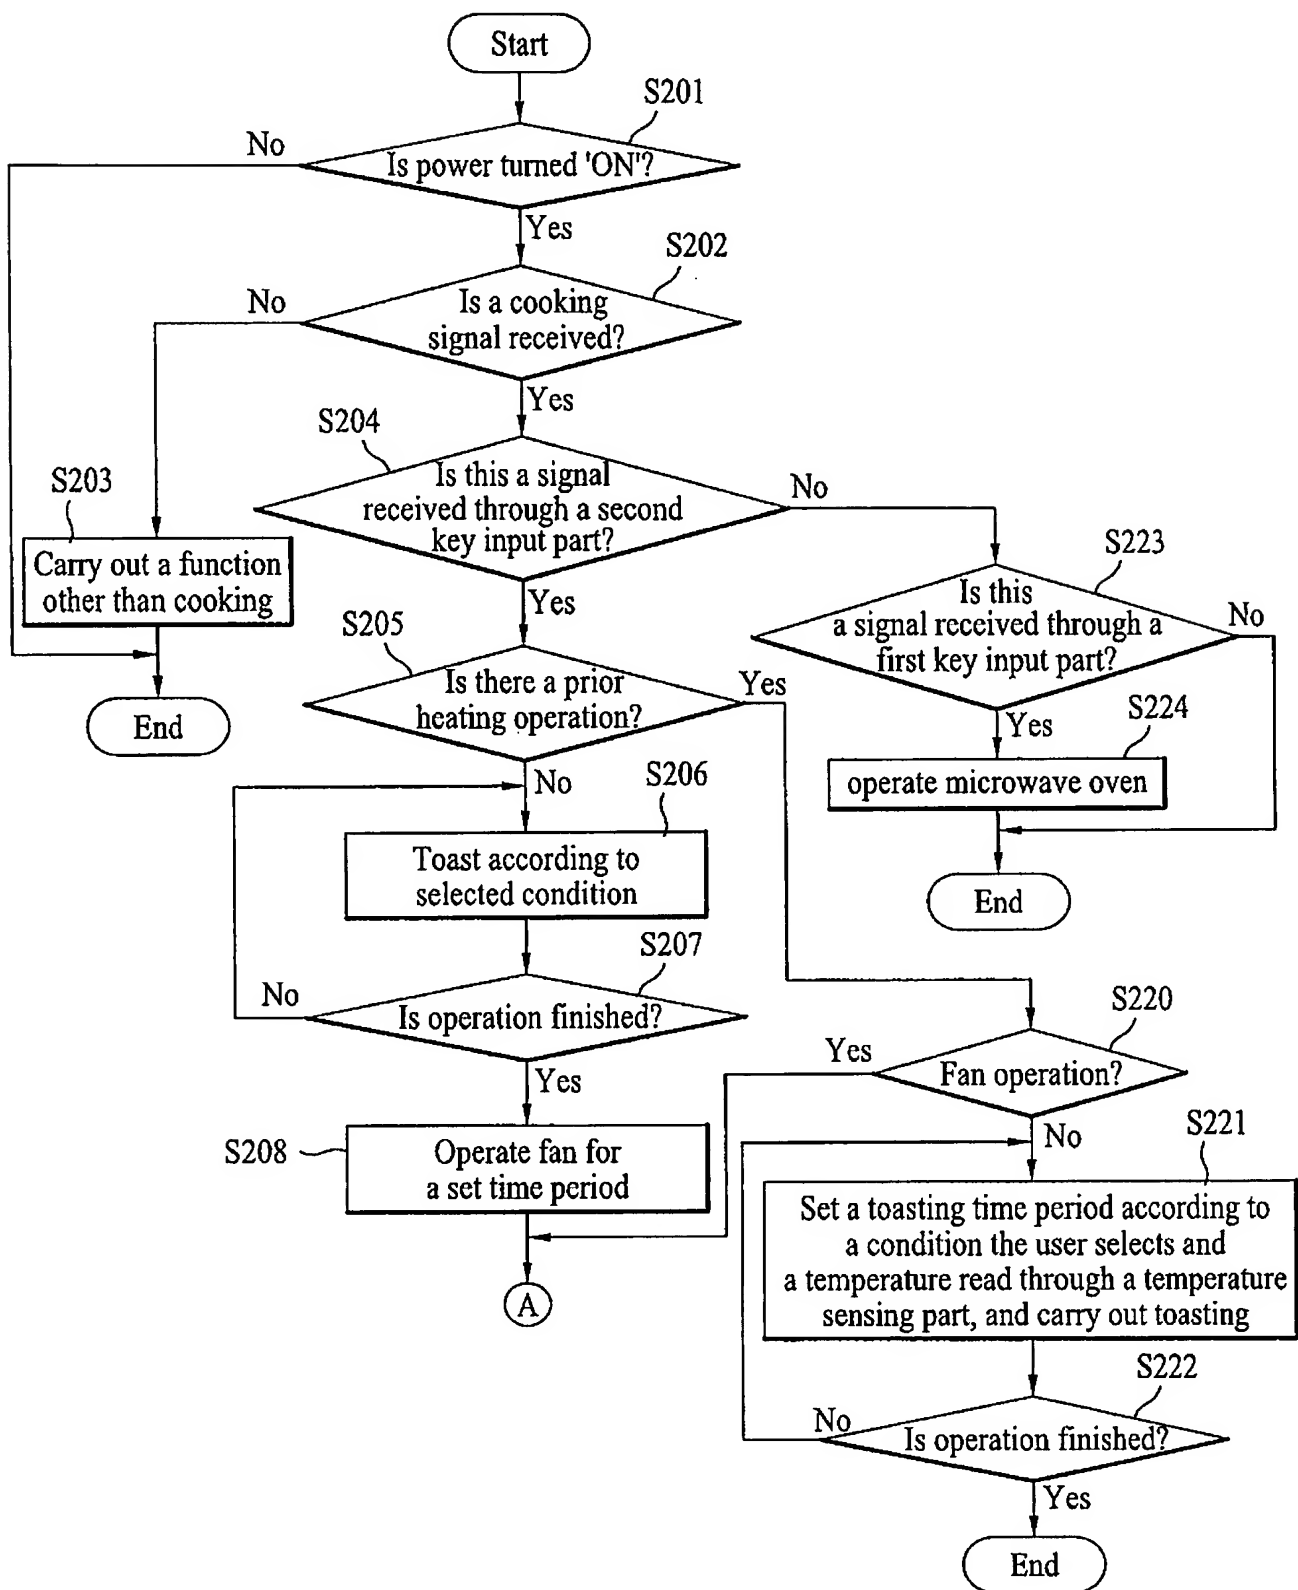 Start
S201
No
Is power turned 'ON'?
Yes
S202
No
Is a cooking
signal received?
Yes
S204
S203
Is this a signal
received through a second
key input part?
No
Carry out a function
other than cooking
Yes
S223
Is this
a signal received through a
first key input part?
No
S205
Is there a prior
heating operation?
Yes
End
Yes
S224
operate microwave oven
No
S206
Toast according to
selected condition
End
S207
No
Is operation finished?
S220
Yes
Fan operation?
Yes
No
S208
Operate fan for
a set time period
S221
Set a toasting time period according to
a condition the user selects and
a temperature read through a temperature
sensing part, and carry out toasting
A
S222
No
Is operation finished?
Yes
End